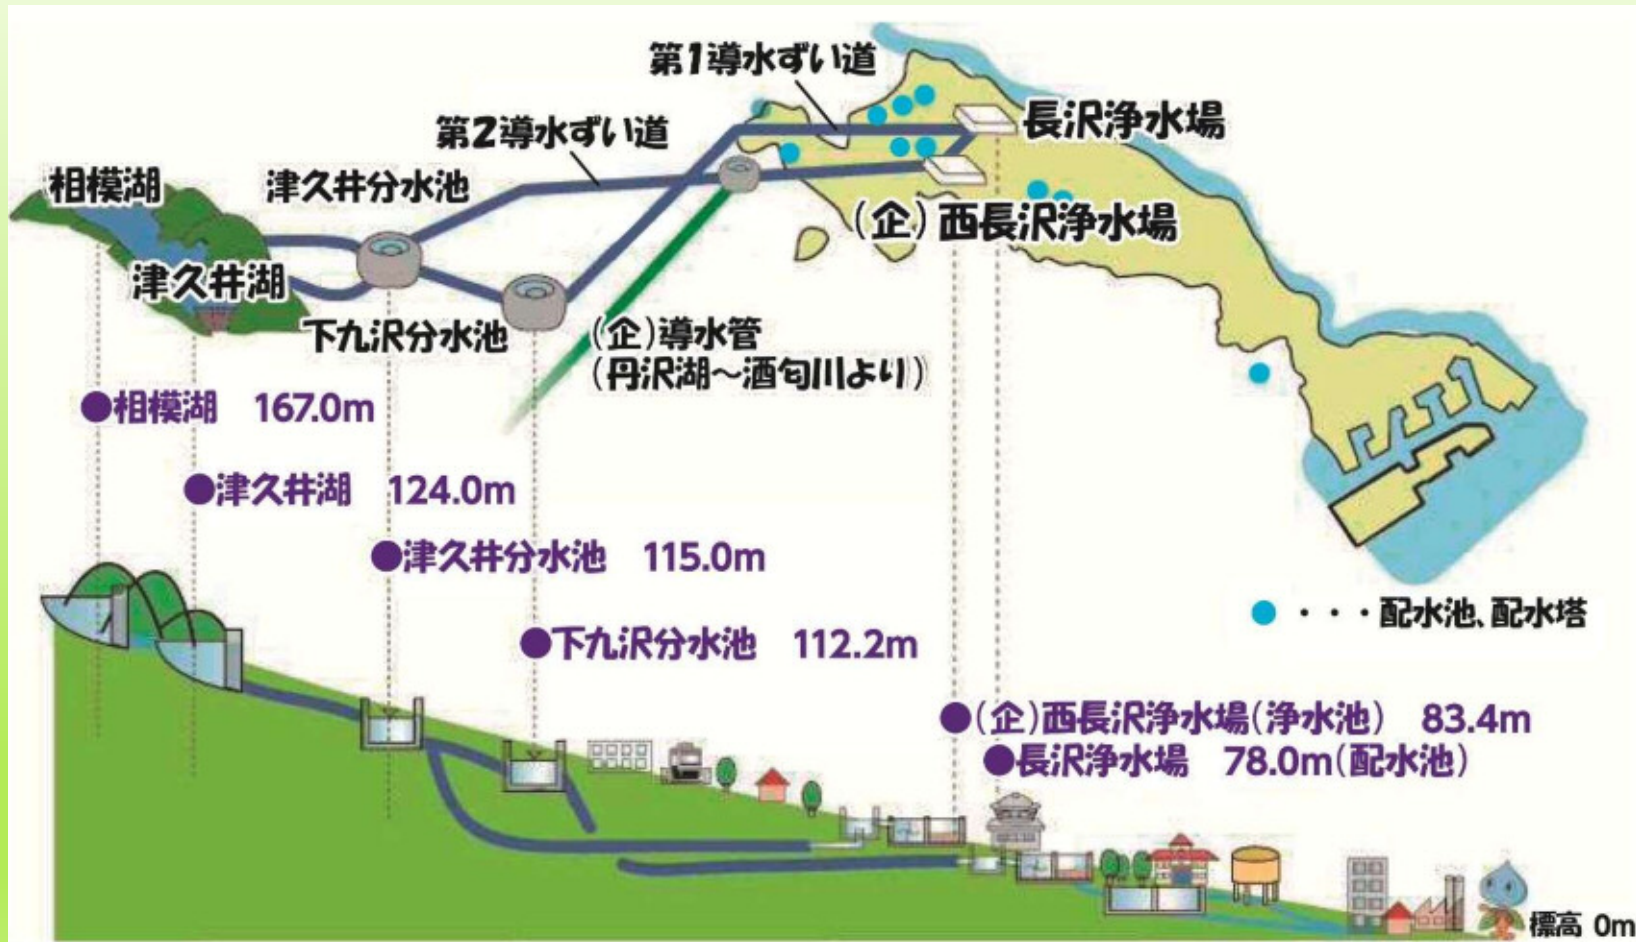 第1導水ずい道
第2導水ずい道
長沢浄水場
相模湖
津久井分水池
(企)西長沢浄水場
津久井湖
下九沢分水池
(企)導水管
(丹沢湖〜酒匂川より)
●相模湖 167.0m
●津久井湖 124.0m
●津久井分水池 115.0m
●・・・配水池、配水塔
●下九沢分水池 112.2m
●(企)西長沢浄水場(浄水池) 83.4m
●長沢浄水場 78.0m(配水池)
標高 0m